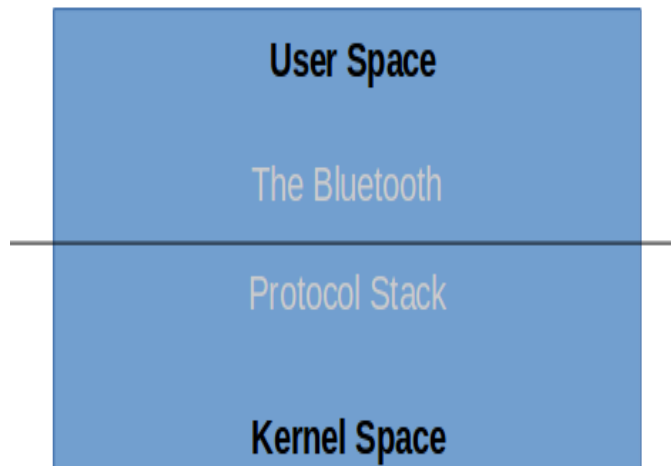 User Space
The Bluetooth
Protocol Stack
Kernel Space